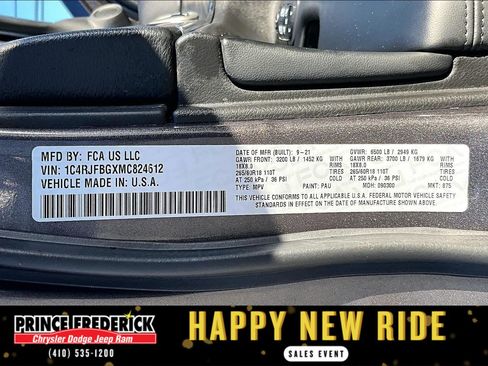 MFD BY: FCA US LLC
VIN: 1C4RJFBGXMC824612
VEHICLE MADE IN: U.S.A.
DATE OF MFR (BUILT): 9-21
GVWR: 6500 LB / 2949 KG
GAWR FRONT: 3200 LB / 1452 KG
GAWR REAR: 3700 LB / 1679 KG
18X8.0 RIMS
18X8.0 RIMS
265/60R18 110T TIRES
265/60R18 110T TIRES
AT 250 kPa / 36 PSI COLD
AT 250 kPa / 36 PSI COLD
TYPE: MPV PAINT: PAU MDH: 090300 MKT: 875
THIS VEHICLE CONFORMS TO ALL APPLICABLE U.S.A. FEDERAL MOTOR VEHICLE SAFETY
STANDARDS IN EFFECT ON THE DATE OF MANUFACTURE SHOWN ABOVE.
PRINCE FREDERICK
Chrysler Dodge Jeep Ram
(410) 535-1200
HAPPY NEW RIDE
SALES EVENT